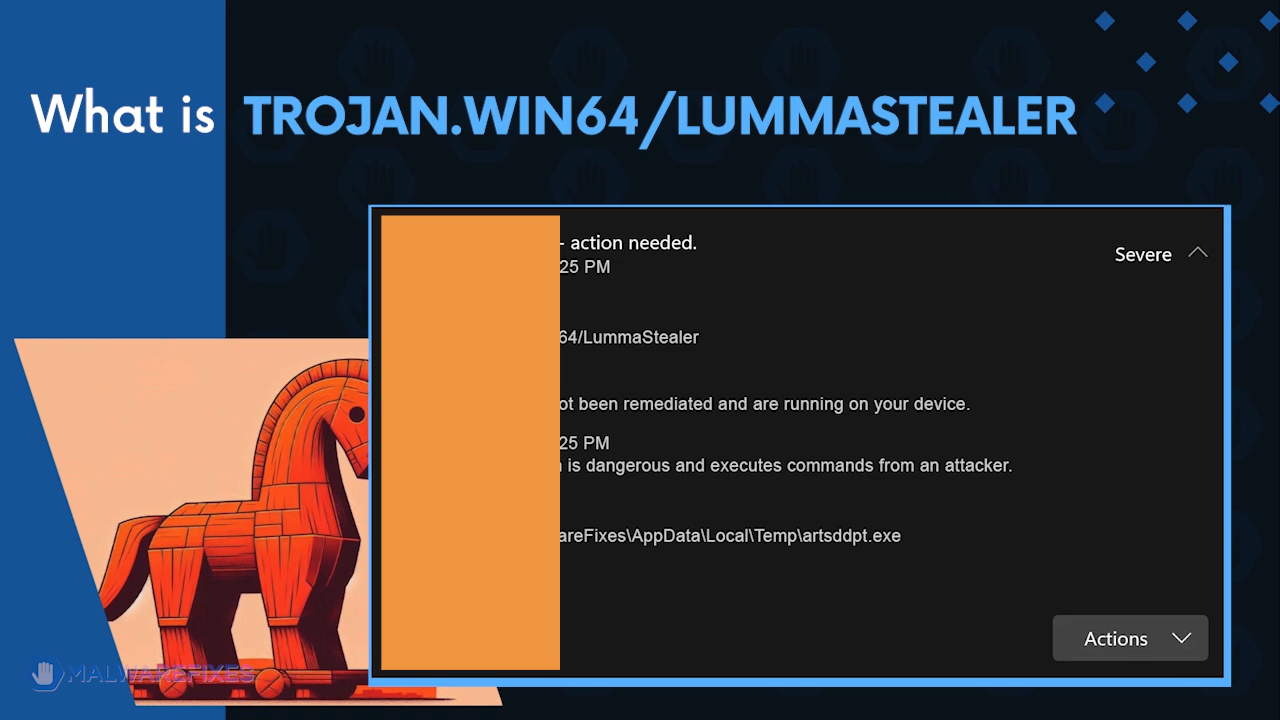 What is TROJAN.WIN64/LUMMASTEALER
- action needed.
25 PM
Severe
64/LummaStealer
ot been remediated and are running on your device.
25 PM
is dangerous and executes commands from an attacker.
areFixes\AppData\Local\Temp\artsddpt.exe
Actions
MALWAREFIXES